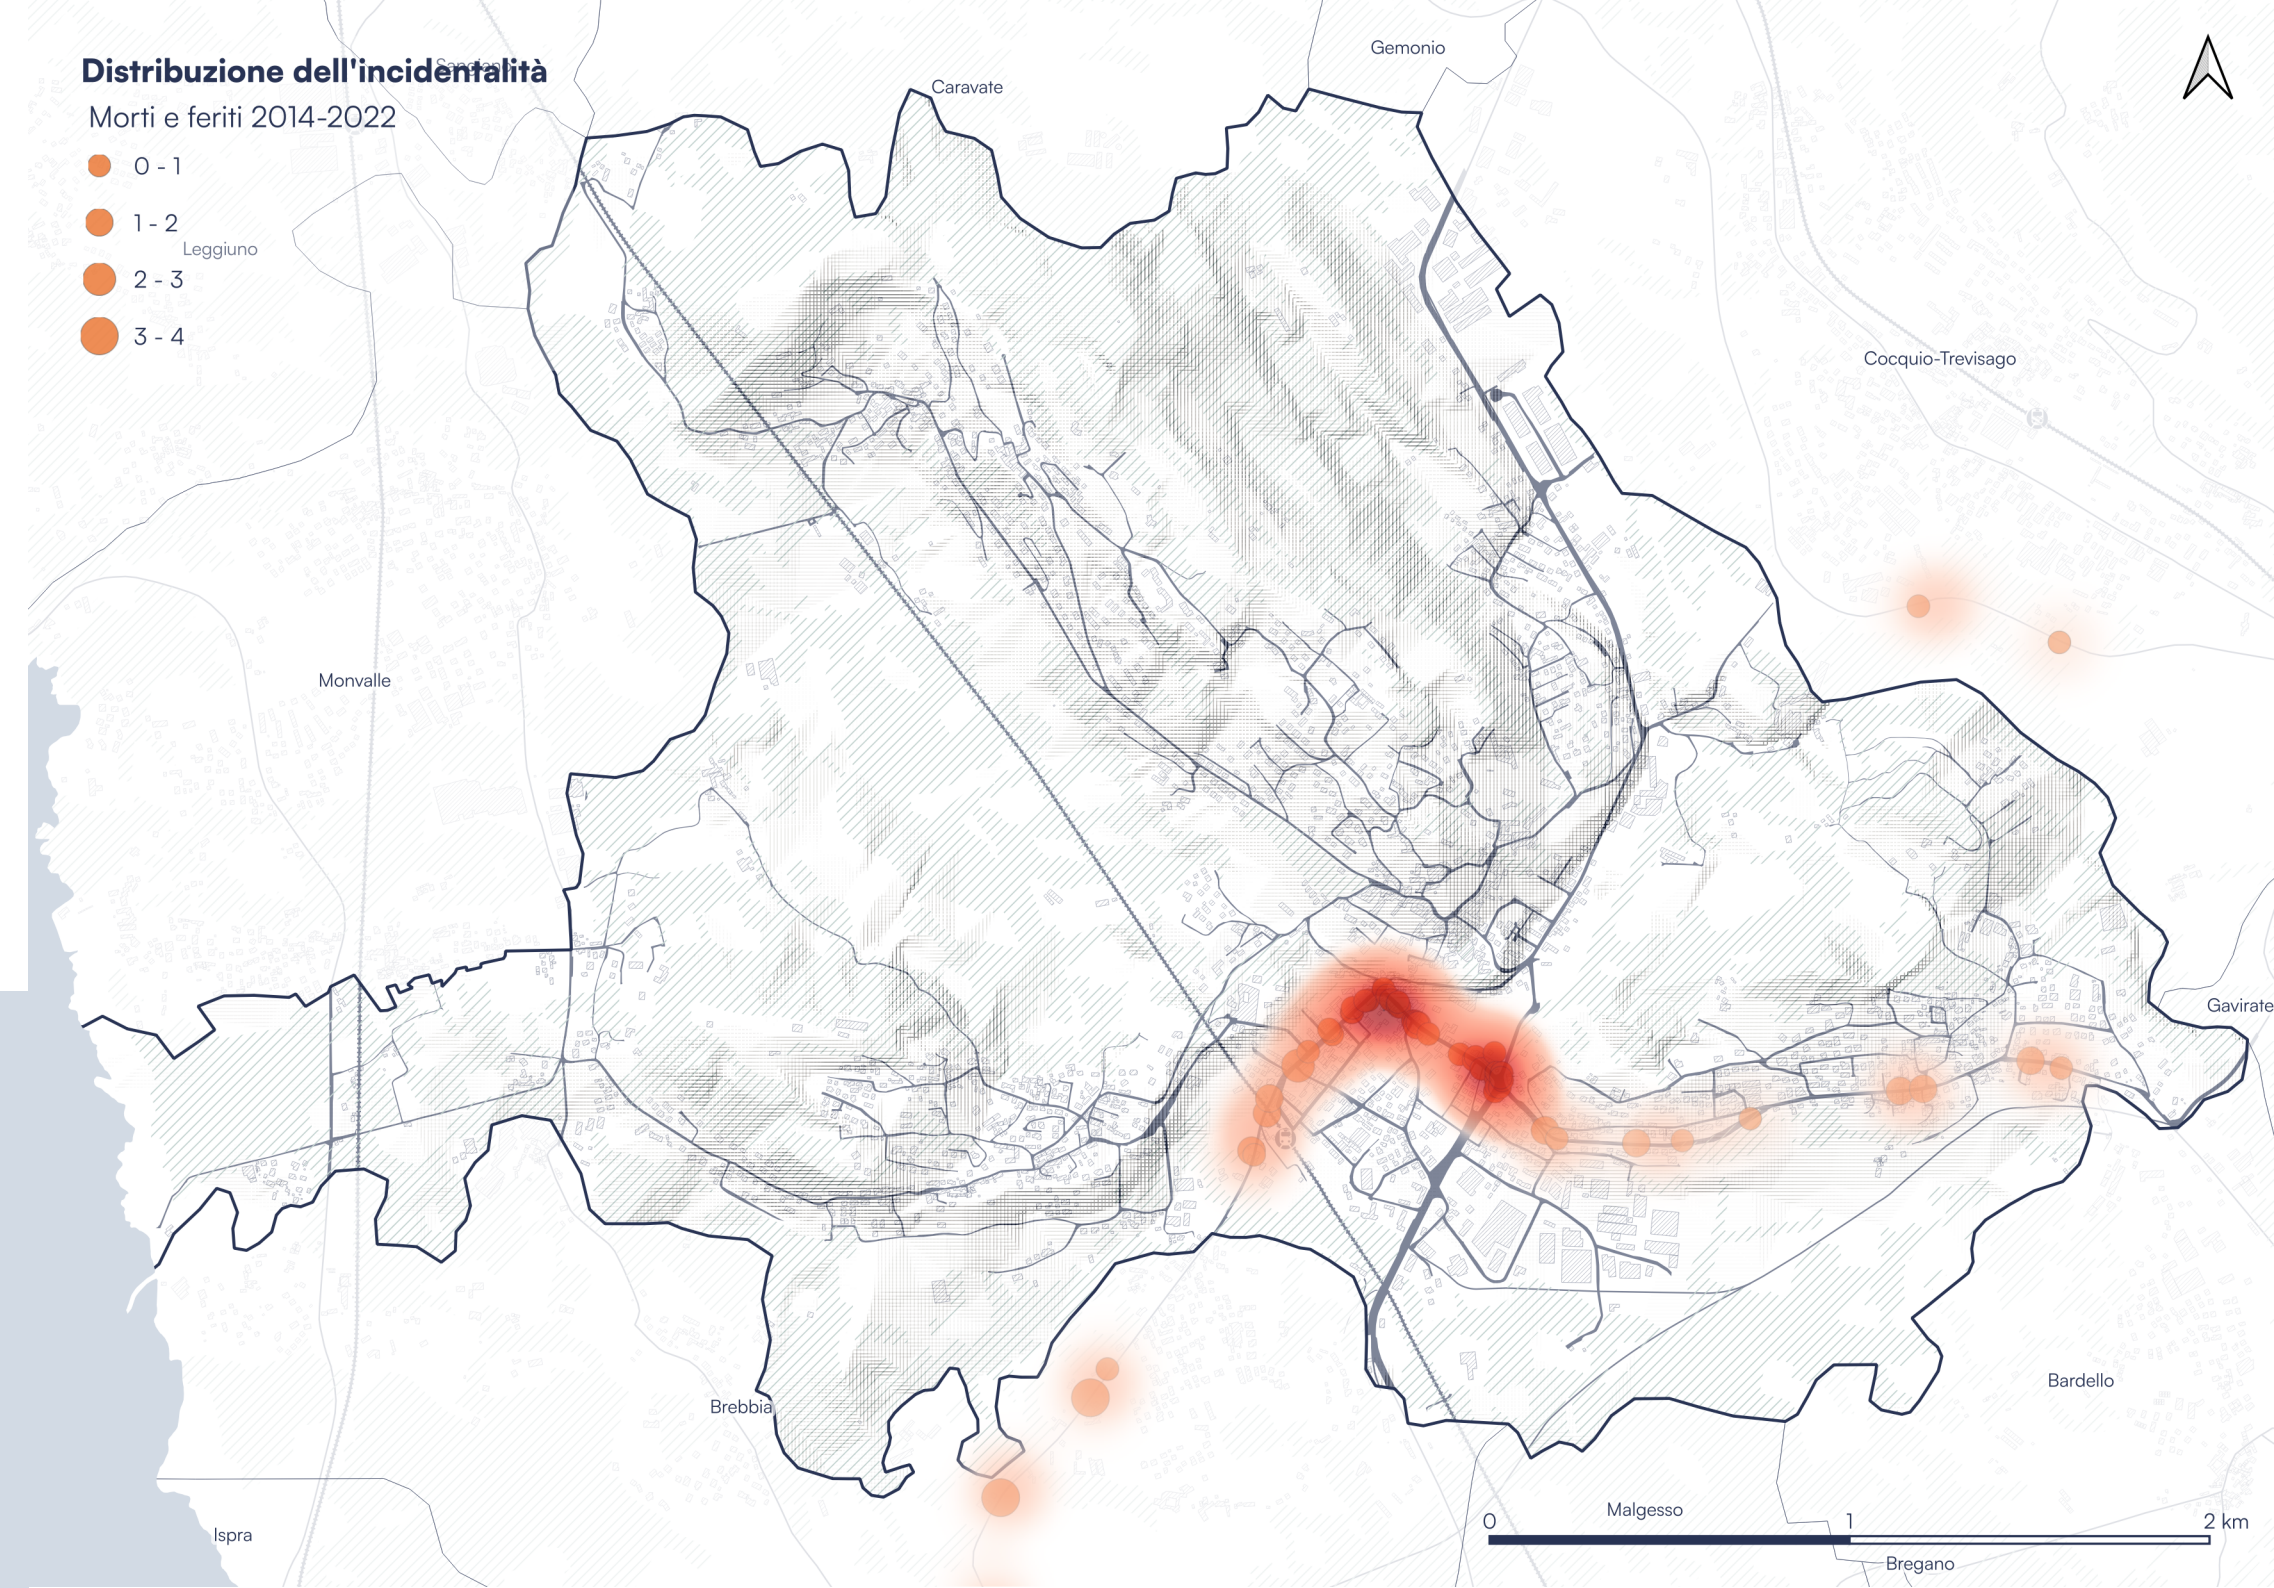 Sangiano
Distribuzione dell'incidentalità
Morti e feriti 2014-2022
0 - 1
1 - 2
2 - 3
3 - 4
Leggiuno
Caravate
Gemonio
Cocquio-Trevisago
Monvalle
Gavirate
Brebbia
Bardello
Ispra
Malgesso
0 1 2 km
Bregano